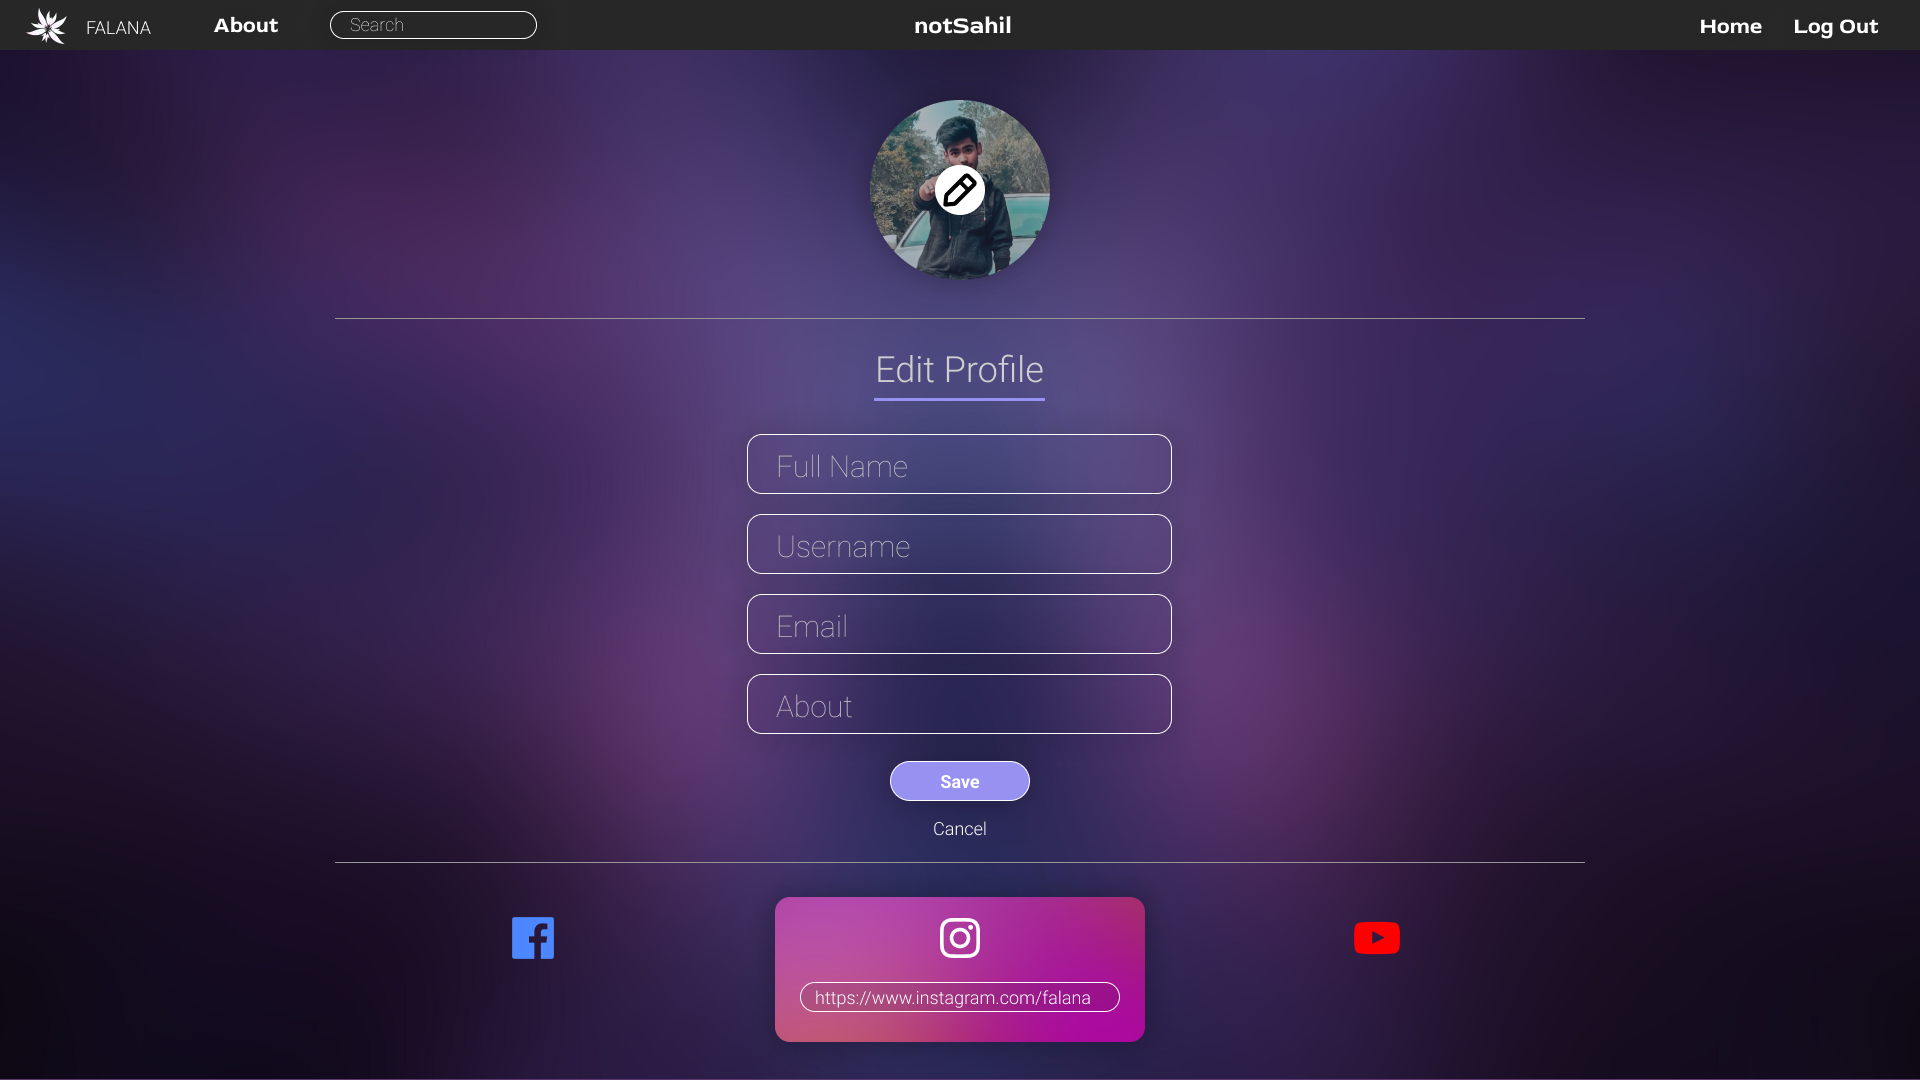 FALANA
About
Search
notSahil
Home
Log Out
Edit Profile
Full Name
Username
Email
About
Save
Cancel
https://www.instagram.com/falana